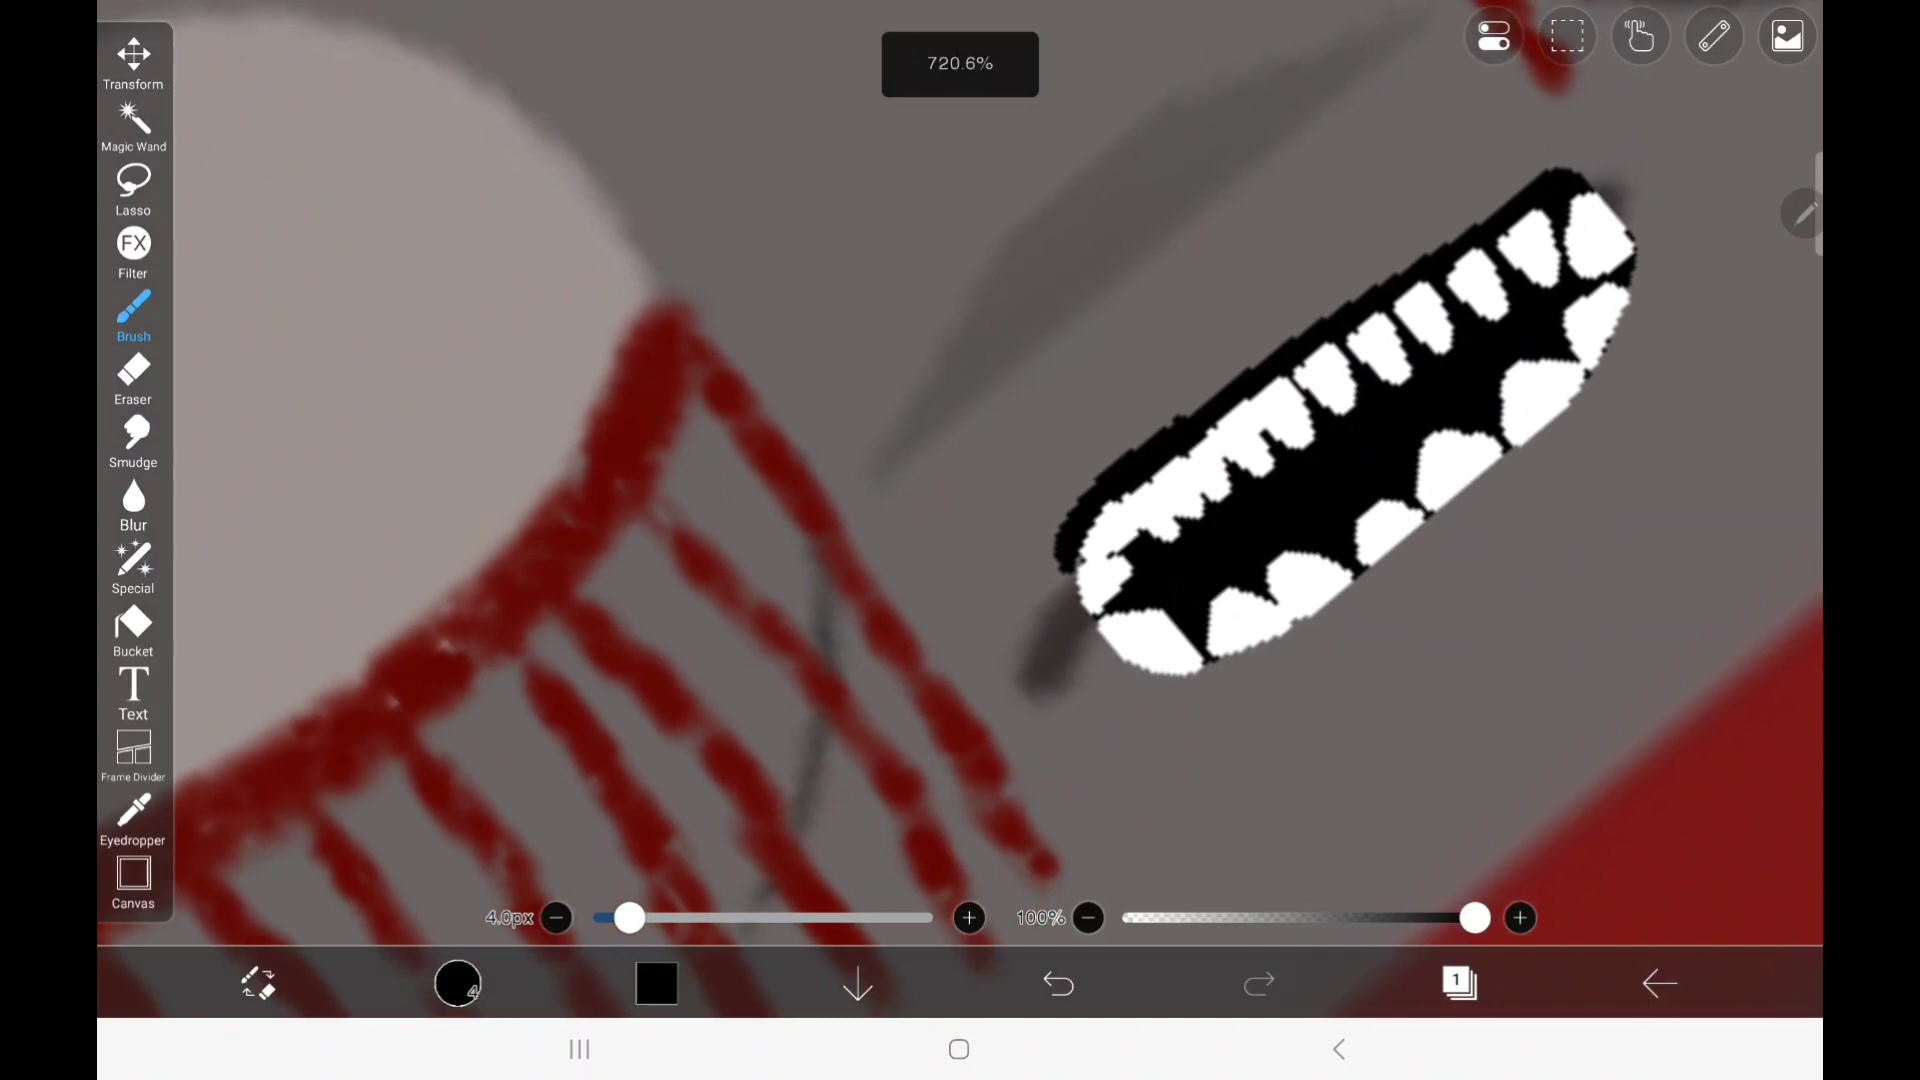 720.6%
Transform
Magic Wand
Lasso
FX
Filter
Brush
Eraser
Smudge
Blur
Special
Bucket
T
Text
Frame Divider
Eyedropper
Canvas
4.0px
100%
4
1